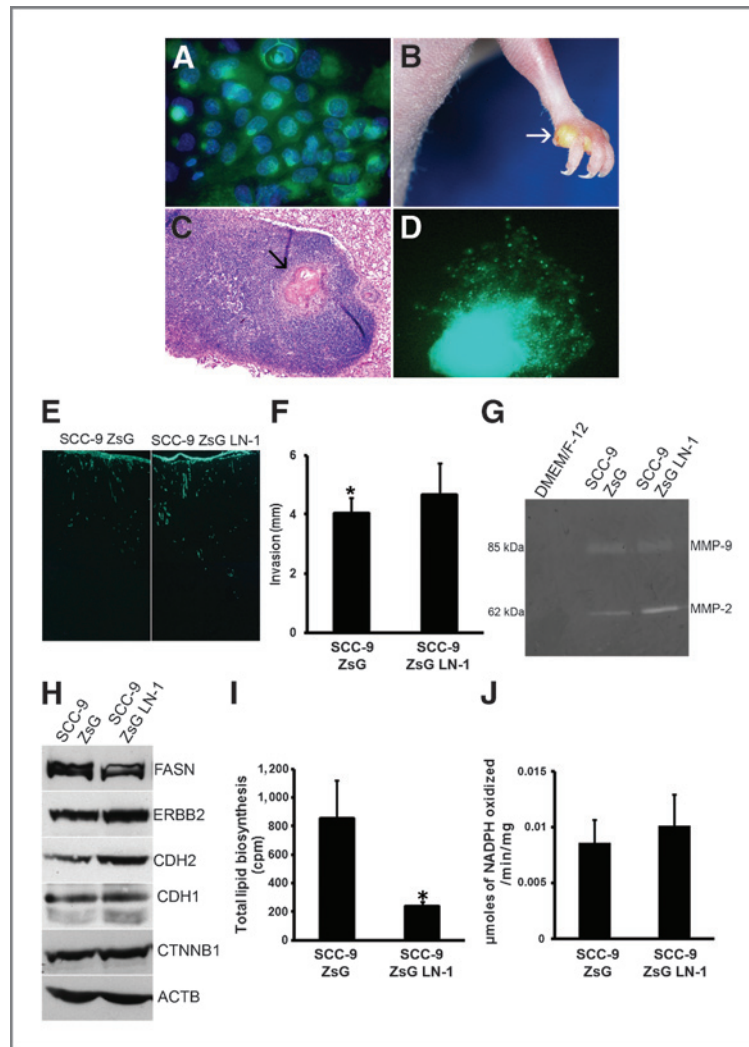 A
B
C
D
E
SCC-9 ZsG SCC-9 ZsG LN-1
F
Invasion (mm)
6
4
2
0
*
SCC-9
ZsG
SCC-9
ZsG LN-1
G
DMEM/F-12
SCC-9
ZsG
SCC-9
ZsG LN-1
85 kDa MMP-9
62 kDa MMP-2
H
SCC-9
ZsG
SCC-9
ZsG LN-1
FASN
ERBB2
CDH2
CDH1
CTNNB1
ACTB
I
Total lipid biosynthesis
(cpm)
1,200
1,000
800
600
400
200
0
*
SCC-9
ZsG
SCC-9
ZsG LN-1
J
µmoles of NADPH oxidized
/min/mg
0.015
0.01
0.005
0
SCC-9
ZsG
SCC-9
ZsG LN-1